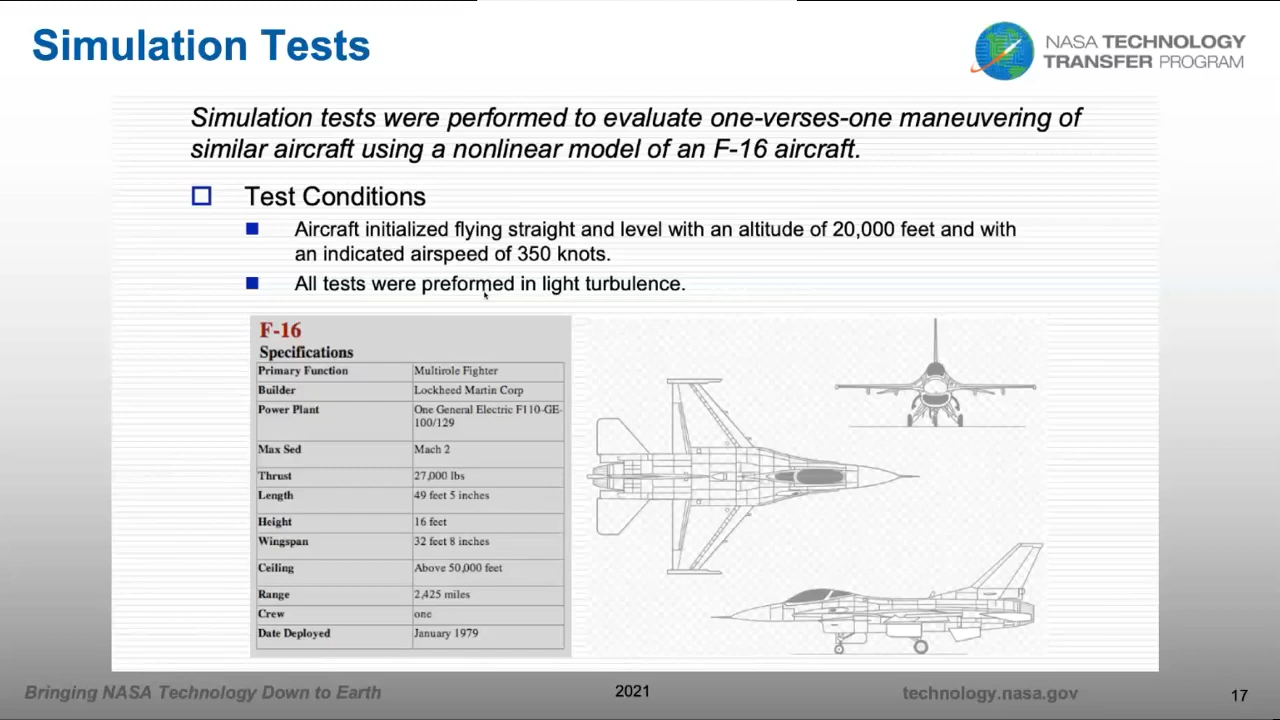 Simulation Tests
NASA TECHNOLOGY
TRANSFER PROGRAM
Simulation tests were performed to evaluate one-verses-one maneuvering of
similar aircraft using a nonlinear model of an F-16 aircraft.
Test Conditions
Aircraft initialized flying straight and level with an altitude of 20,000 feet and with
an indicated airspeed of 350 knots.
All tests were preformed in light turbulence.
F-16
Specifications
Primary Function Multirole Fighter
Builder Lockheed Martin Corp
Power Plant One General Electric F110-GE-
100/129
Max Sed Mach 2
Thrust 27,000 lbs
Length 49 feet 5 inches
Height 16 feet
Wingspan 32 feet 8 inches
Ceiling Above 50,000 feet
Range 2,425 miles
Crew one
Date Deployed January 1979
Bringing NASA Technology Down to Earth
2021
technology.nasa.gov
17